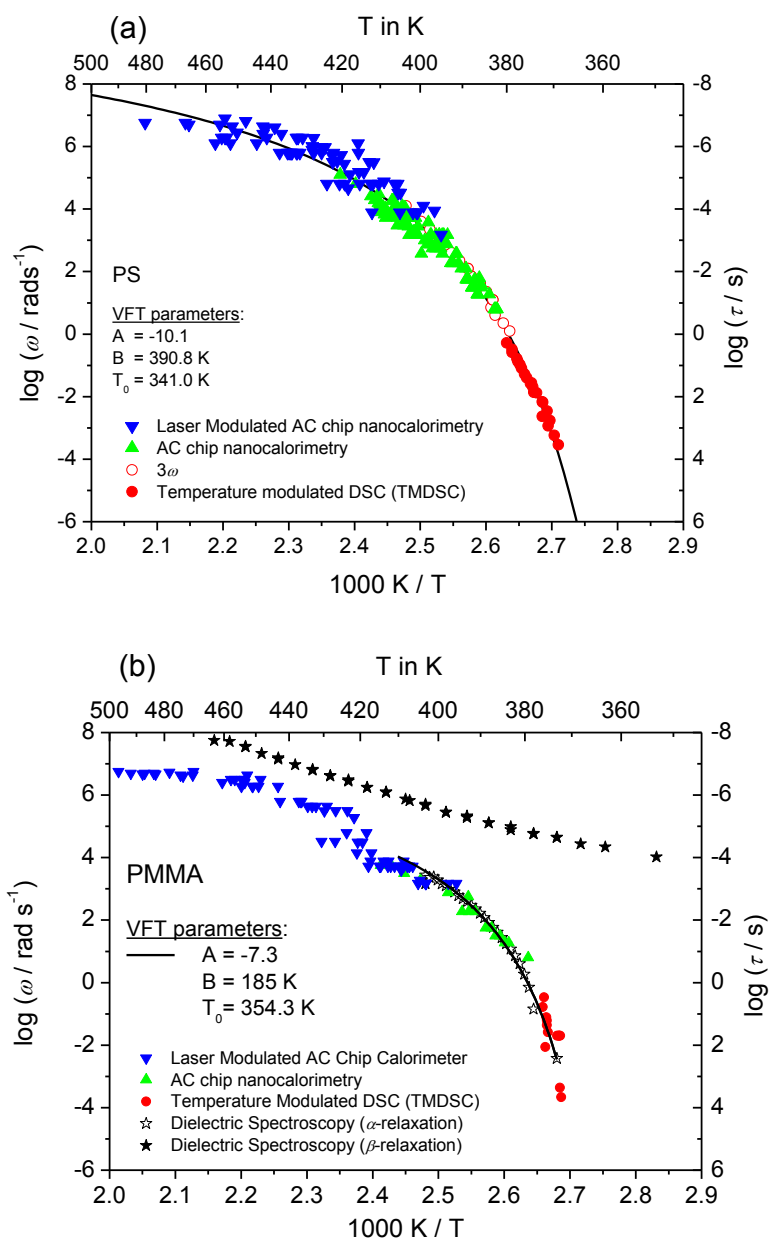 (a)
T in K
500 480 460 440 420 400 380 360
8 6 4 2 0 -2 -4 -6
log (ω / rads⁻¹)
-8 -6 -4 -2 0 2 4 6
log (τ / s)
PS
VFT parameters:
A = -10.1
B = 390.8 K
T₀ = 341.0 K
Laser Modulated AC chip nanocalorimetry
AC chip nanocalorimetry
3ω
Temperature modulated DSC (TMDSC)
2.0 2.1 2.2 2.3 2.4 2.5 2.6 2.7 2.8 2.9
1000 K / T
(b)
T in K
500 480 460 440 420 400 380 360
8 6 4 2 0 -2 -4 -6
log (ω / rad s⁻¹)
-8 -6 -4 -2 0 2 4 6
log (τ / s)
PMMA
VFT parameters:
A = -7.3
B = 185 K
T₀= 354.3 K
Laser Modulated AC Chip Calorimeter
AC chip nanocalorimetry
Temperature Modulated DSC (TMDSC)
Dielectric Spectroscopy (α-relaxation)
Dielectric Spectroscopy (β-relaxation)
2.0 2.1 2.2 2.3 2.4 2.5 2.6 2.7 2.8 2.9
1000 K / T